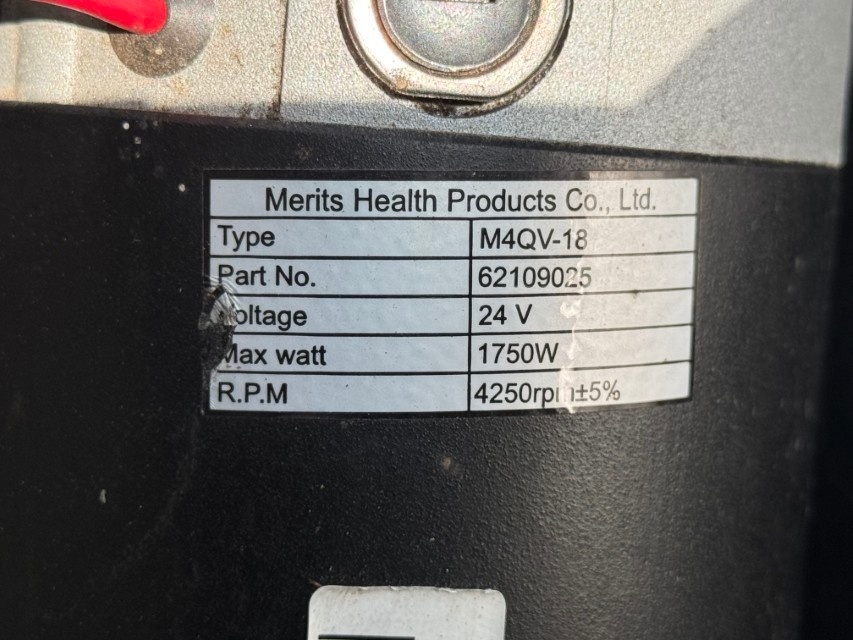 Merits Health Products Co., Ltd.
Type M4QV-18
Part No. 62109025
Voltage 24 V
Max watt 1750W
R.P.M 4250rpm±5%